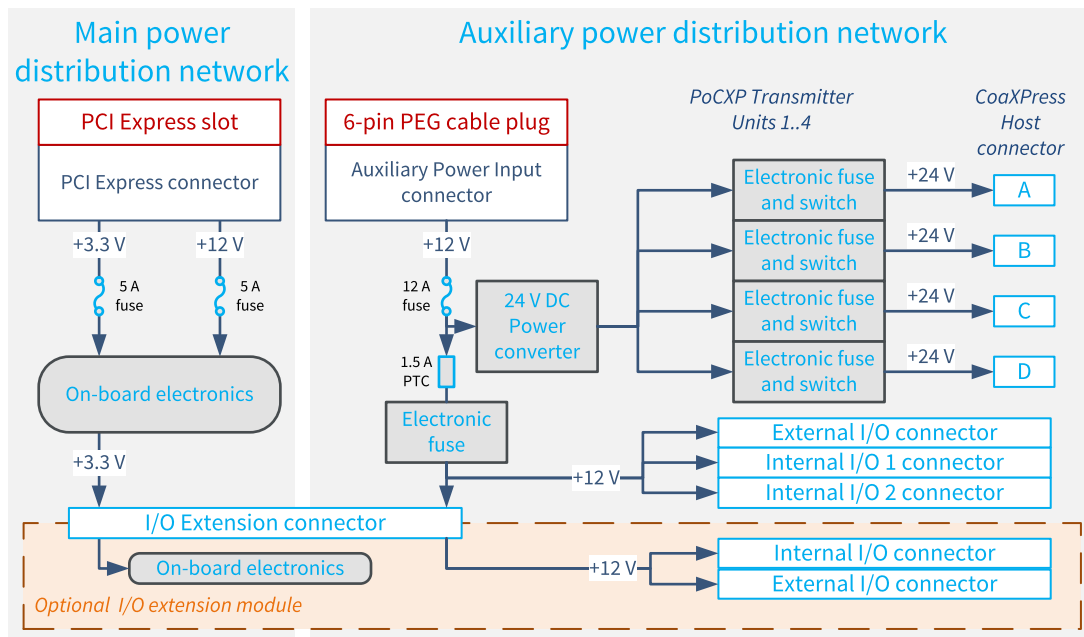 Main power
distribution network
PCI Express slot
PCI Express connector
+3.3 V
+12 V
5 A
fuse
5 A
fuse
On-board electronics
+3.3 V
Auxiliary power distribution network
6-pin PEG cable plug
Auxiliary Power Input
connector
+12 V
12 A
fuse
24 V DC
Power
converter
1.5 A
PTC
Electronic
fuse
PoCXP Transmitter
Units 1..4
CoaXPress
Host
connector
Electronic fuse
and switch
+24 V
A
Electronic fuse
and switch
+24 V
B
Electronic fuse
and switch
+24 V
C
Electronic fuse
and switch
+24 V
D
+12 V
External I/O connector
Internal I/O 1 connector
Internal I/O 2 connector
I/O Extension connector
On-board electronics
+12 V
Internal I/O connector
External I/O connector
Optional I/O extension module